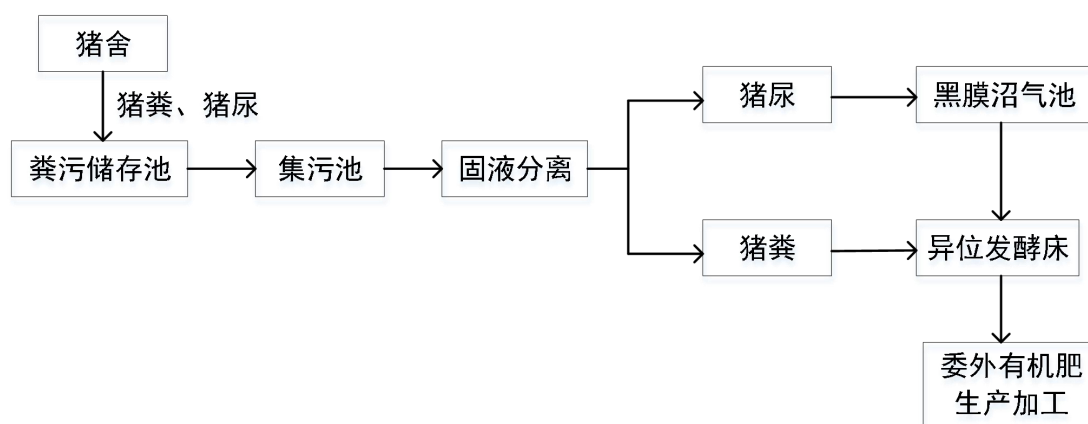 猪舍
猪粪、猪尿
粪污储存池
集污池
固液分离
猪尿
黑膜沼气池
猪粪
异位发酵床
委外有机肥
生产加工